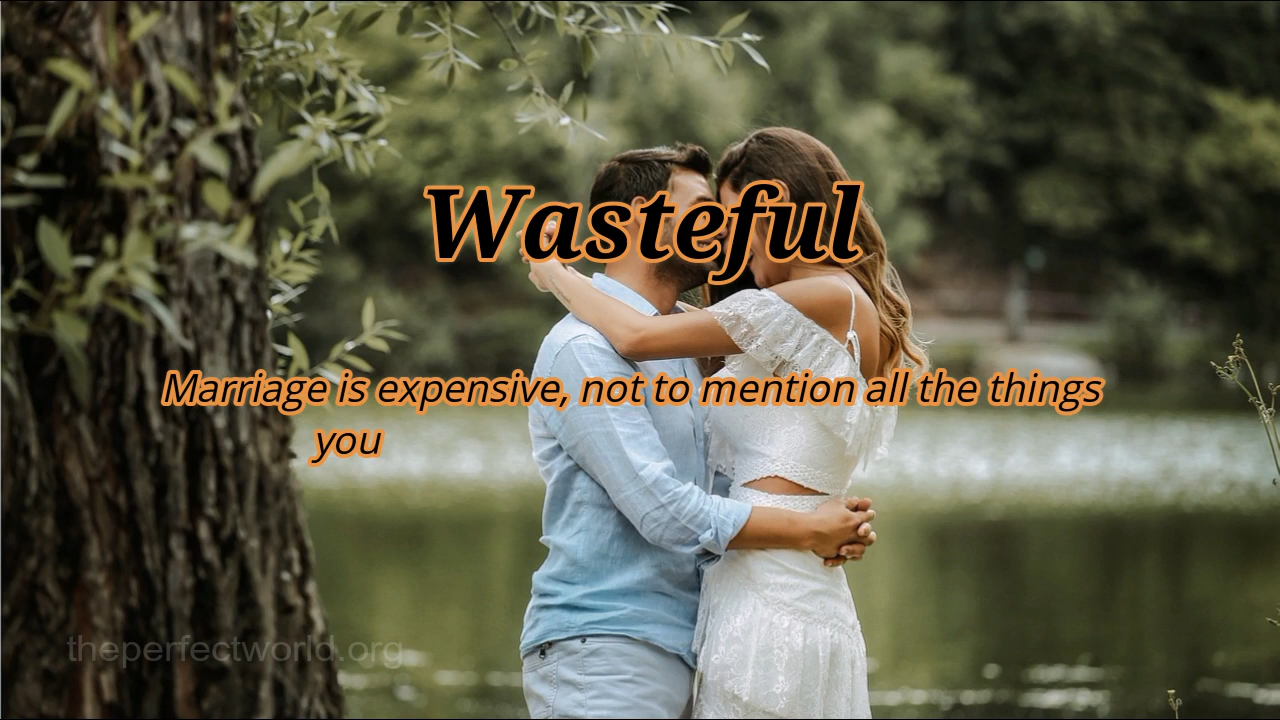 Wasteful
Marriage is expensive, not to mention all the things
you
theperfectworld.org